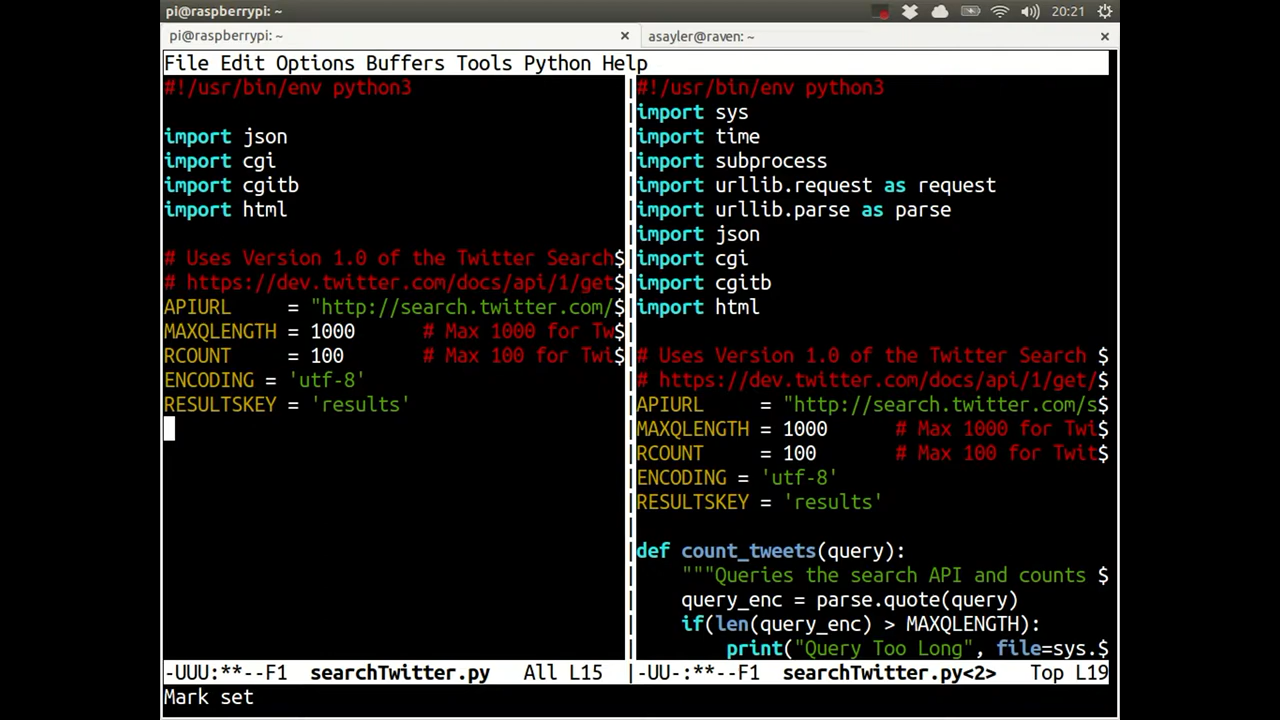 pi@raspberrypi: ~
20:21
pi@raspberrypi: ~
asayler@raven: ~
File Edit Options Buffers Tools Python Help
#!/usr/bin/env python3
import json
import cgi
import cgitb
import html
# Uses Version 1.0 of the Twitter Search$
# https://dev.twitter.com/docs/api/1/get$
APIURL     = "http://search.twitter.com/$
MAXQLENGTH = 1000      # Max 1000 for Tw$
RCOUNT     = 100       # Max 100 for Twi$
ENCODING = 'utf-8'
RESULTSKEY = 'results'
-UUU:**--F1  searchTwitter.py   All L15
#!/usr/bin/env python3
import sys
import time
import subprocess
import urllib.request as request
import urllib.parse as parse
import json
import cgi
import cgitb
import html
# Uses Version 1.0 of the Twitter Search $
# https://dev.twitter.com/docs/api/1/get/$
APIURL     = "http://search.twitter.com/s$
MAXQLENGTH = 1000      # Max 1000 for Twi$
RCOUNT     = 100       # Max 100 for Twit$
ENCODING = 'utf-8'
RESULTSKEY = 'results'
def count_tweets(query):
    """Queries the search API and counts $
    query_enc = parse.quote(query)
    if(len(query_enc) > MAXQLENGTH):
        print("Query Too Long", file=sys.$
-UU-:**--F1  searchTwitter.py<2>   Top L19
Mark set